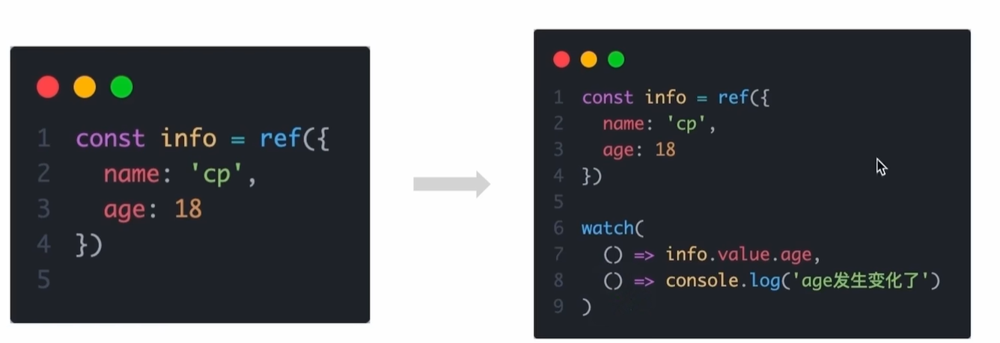 1 const info = ref({
2   name: 'cp',
3   age: 18
4 })
5
1 const info = ref({
2   name: 'cp',
3   age: 18
4 })
5
6 watch(
7   () => info.value.age,
8   () => console.log('age发生变化了')
9 )